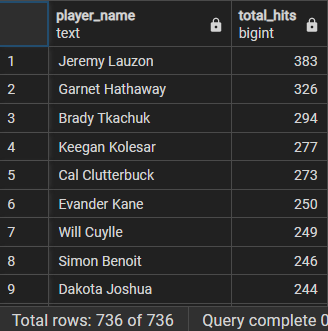 player_name total_hits
text bigint
1 Jeremy Lauzon 383
2 Garnet Hathaway 326
3 Brady Tkachuk 294
4 Keegan Kolesar 277
5 Cal Clutterbuck 273
6 Evander Kane 250
7 Will Cuylle 249
8 Simon Benoit 246
9 Dakota Joshua 244
Total rows: 736 of 736 Query complete 0